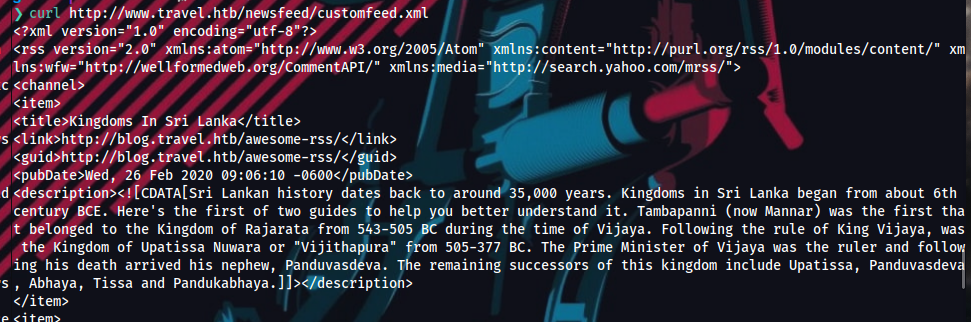 ❯ curl http://www.travel.htb/newsfeed/customfeed.xml
<?xml version="1.0" encoding="utf-8"?>
<rss version="2.0" xmlns:atom="http://www.w3.org/2005/Atom" xmlns:content="http://purl.org/rss/1.0/modules/content/" xm
lns:wfw="http://wellformedweb.org/CommentAPI/" xmlns:media="http://search.yahoo.com/mrss/">
c <channel>
<item>
<title>Kingdoms In Sri Lanka</title>
rs <link>http://blog.travel.htb/awesome-rss/</link>
<guid>http://blog.travel.htb/awesome-rss/</guid>
<pubDate>Wed, 26 Feb 2020 09:06:10 -0600</pubDate>
d <description><![CDATA[Sri Lankan history dates back to around 35,000 years. Kingdoms in Sri Lanka began from about 6th
century BCE. Here's the first of two guides to help you better understand it. Tambapanni (now Mannar) was the first tha
t belonged to the Kingdom of Rajarata from 543-505 BC during the time of Vijaya. Following the rule of King Vijaya, was
the Kingdom of Upatissa Nuwara or "Vijithapura" from 505-377 BC. The Prime Minister of Vijaya was the ruler and follow
ing his death arrived his nephew, Panduvasdeva. The remaining successors of this kingdom include Upatissa, Panduvasdeva
s , Abhaya, Tissa and Pandukabhaya.]]></description>
</item>
e <item>